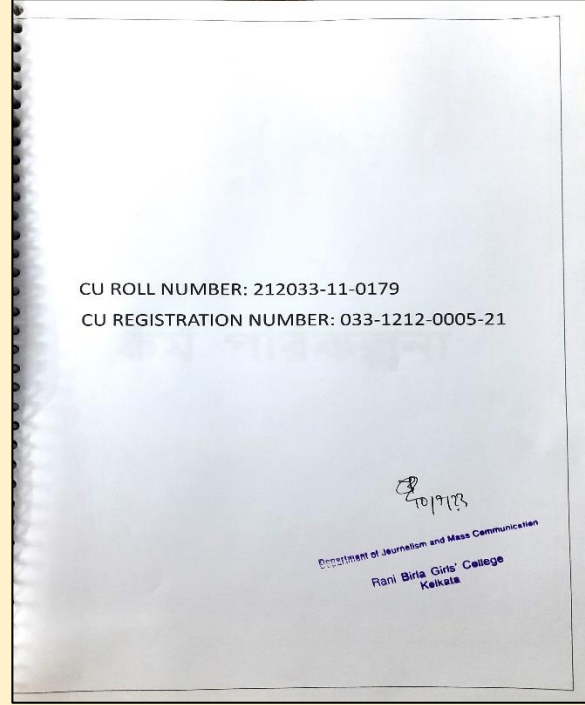 CU ROLL NUMBER: 212033-11-0179
CU REGISTRATION NUMBER: 033-1212-0005-21
Department of Journalism and Mass Communication
Rani Birla Girls' College
Kolkata